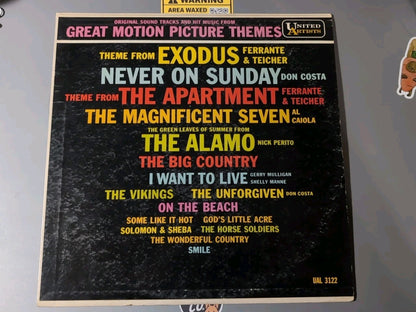 WARNING
AREA WAXED
ORIGINAL SOUND TRACKS AND HIT MUSIC FROM
GREAT MOTION PICTURE THEMES
UNITED
ARTISTS
THEME FROM EXODUS FERRANTE
& TEICHER
NEVER ON SUNDAY DON COSTA
THEME FROM THE APARTMENT FERRANTE
& TEICHER
THE MAGNIFICENT SEVEN AL
CAIOLA
THE GREEN LEAVES OF SUMMER FROM
THE ALAMO NICK PERITO
THE BIG COUNTRY
I WANT TO LIVE GERRY MULLIGAN
SHELLY MANNE
THE VIKINGS THE UNFORGIVEN DON COSTA
ON THE BEACH
SOME LIKE IT HOT GOD'S LITTLE ACRE
SOLOMON & SHEBA THE HORSE SOLDIERS
THE WONDERFUL COUNTRY
SMILE
UAL 3122